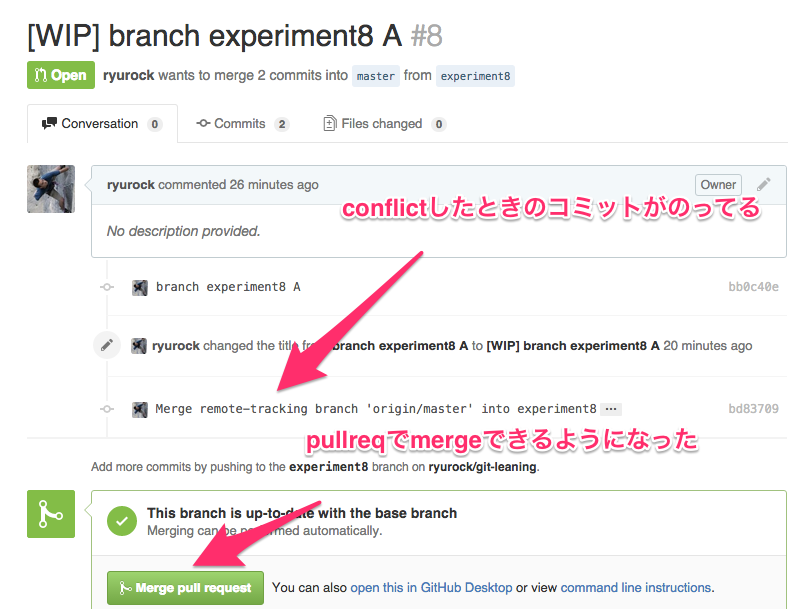 [WIP] branch experiment8 A #8
Open ryurock wants to merge 2 commits into master from experiment8
Conversation 0 Commits 2 Files changed 0
ryurock commented 26 minutes ago Owner
conflictしたときのコミットがのってる
No description provided.
branch experiment8 A bb0c40e
ryurock changed the title from branch experiment8 A to [WIP] branch experiment8 A 20 minutes ago
Merge remote-tracking branch 'origin/master' into experiment8 ... bd83709
pullreqでmergeできるようになった
Add more commits by pushing to the experiment8 branch on ryurock/git-leaning.
This branch is up-to-date with the base branch
Merging can be performed automatically.
Merge pull request You can also open this in GitHub Desktop or view command line instructions.